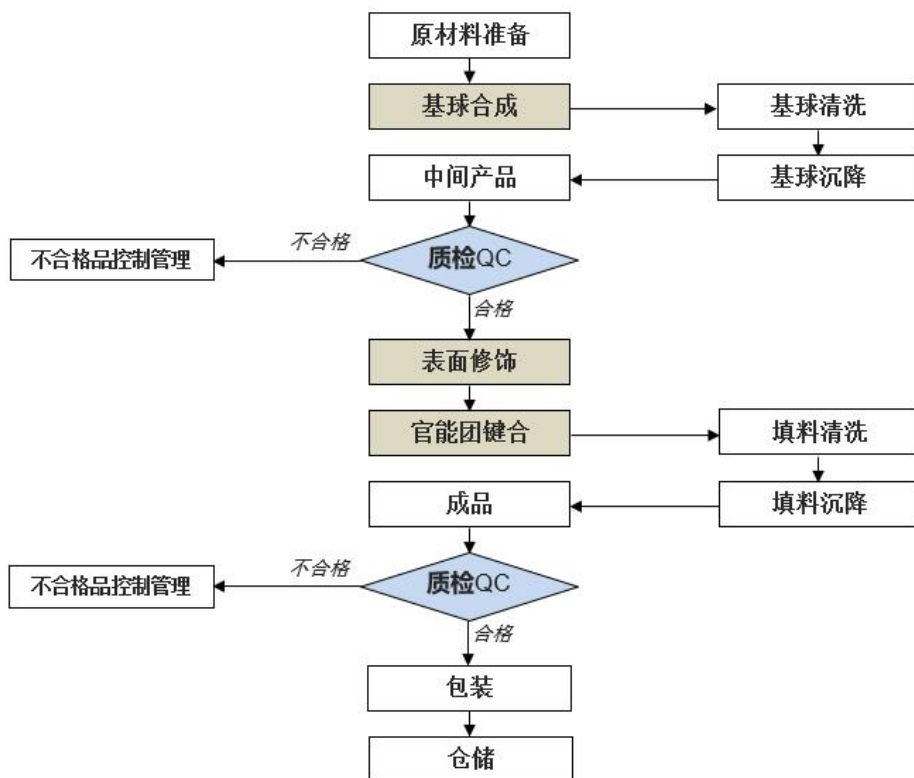 原材料准备
基球合成
基球清洗
中间产品
基球沉降
不合格
不合格品控制管理
质检QC
合格
表面修饰
官能团键合
填料清洗
成品
填料沉降
不合格
不合格品控制管理
质检QC
合格
包装
仓储